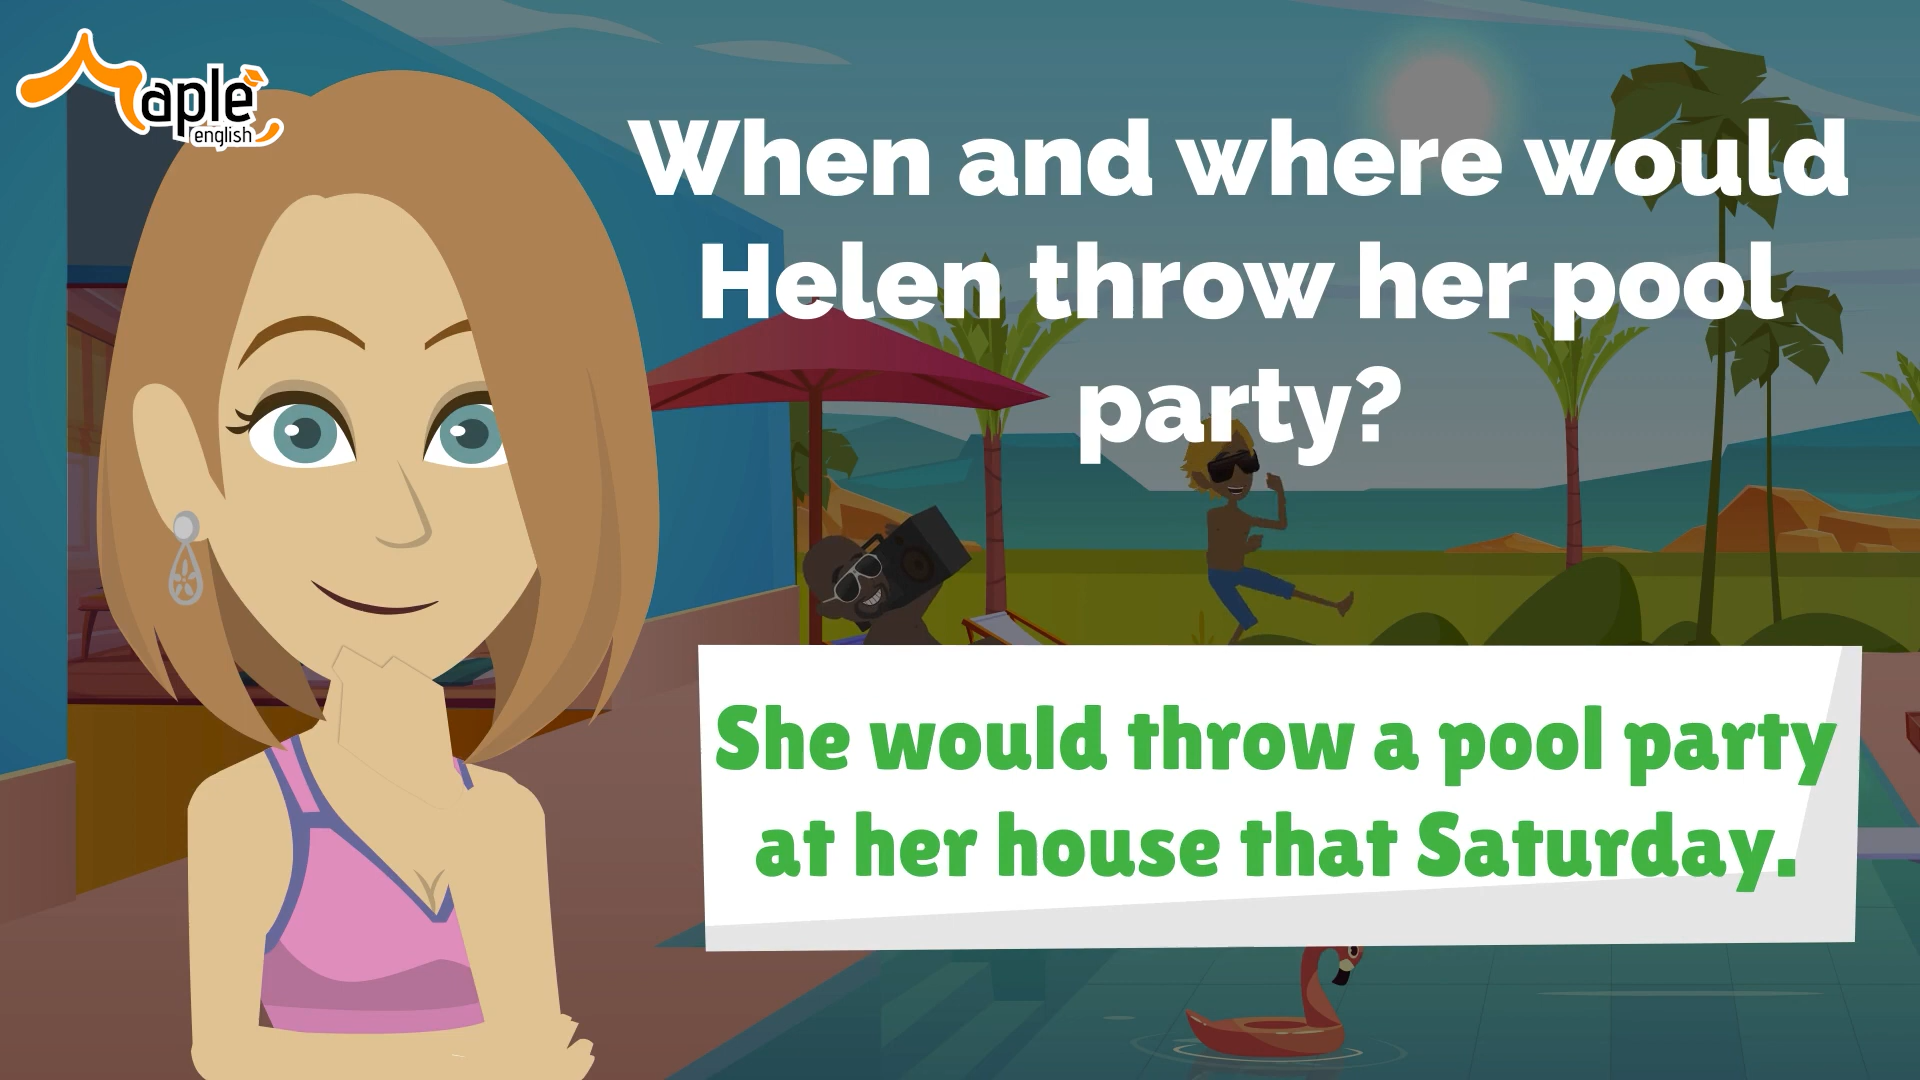 Maple
english
When and where would
Helen throw her pool
party?
She would throw a pool party
at her house that Saturday.